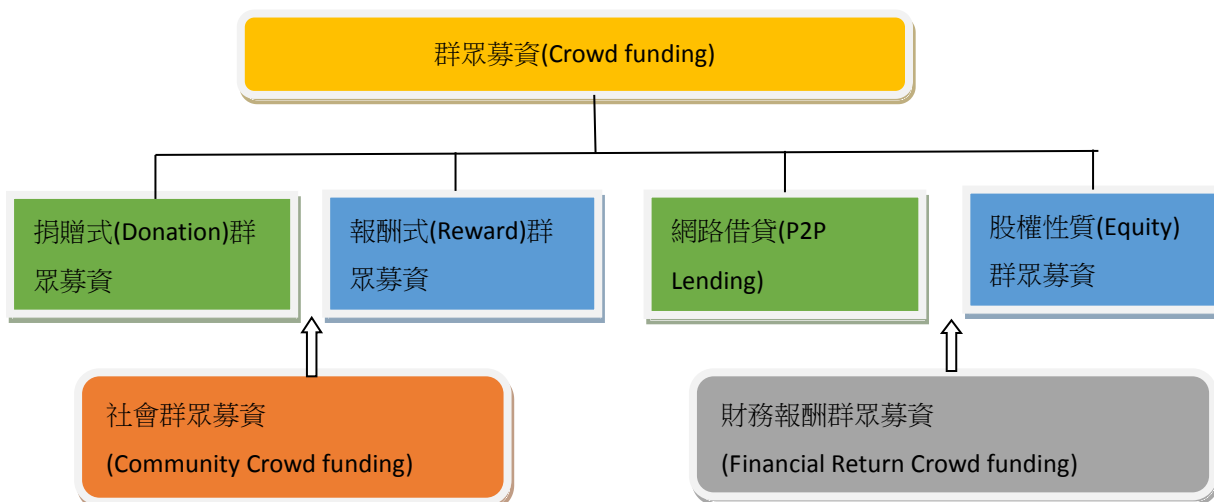 群眾募資(Crowd funding)
捐贈式(Donation)群
眾募資
報酬式(Reward)群
眾募資
網路借貸(P2P
Lending)
股權性質(Equity)
群眾募資
社會群眾募資
(Community Crowd funding)
財務報酬群眾募資
(Financial Return Crowd funding)